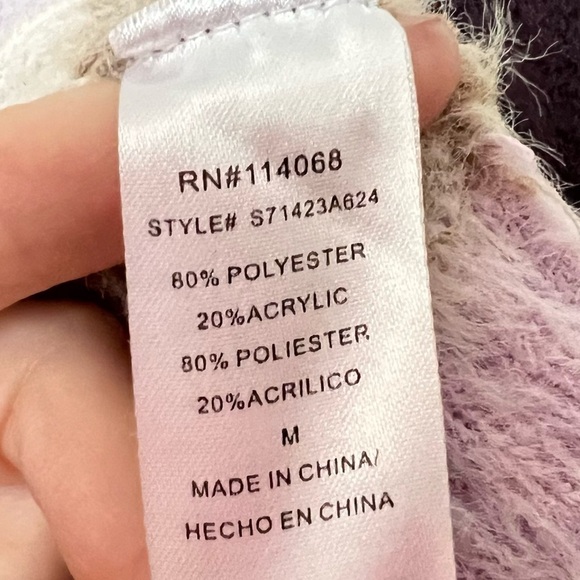 RN#114068
STYLE# S71423A624
80% POLYESTER
20%ACRYLIC
80% POLIESTER
20%ACRILICO
M
MADE IN CHINA/
HECHO EN CHINA